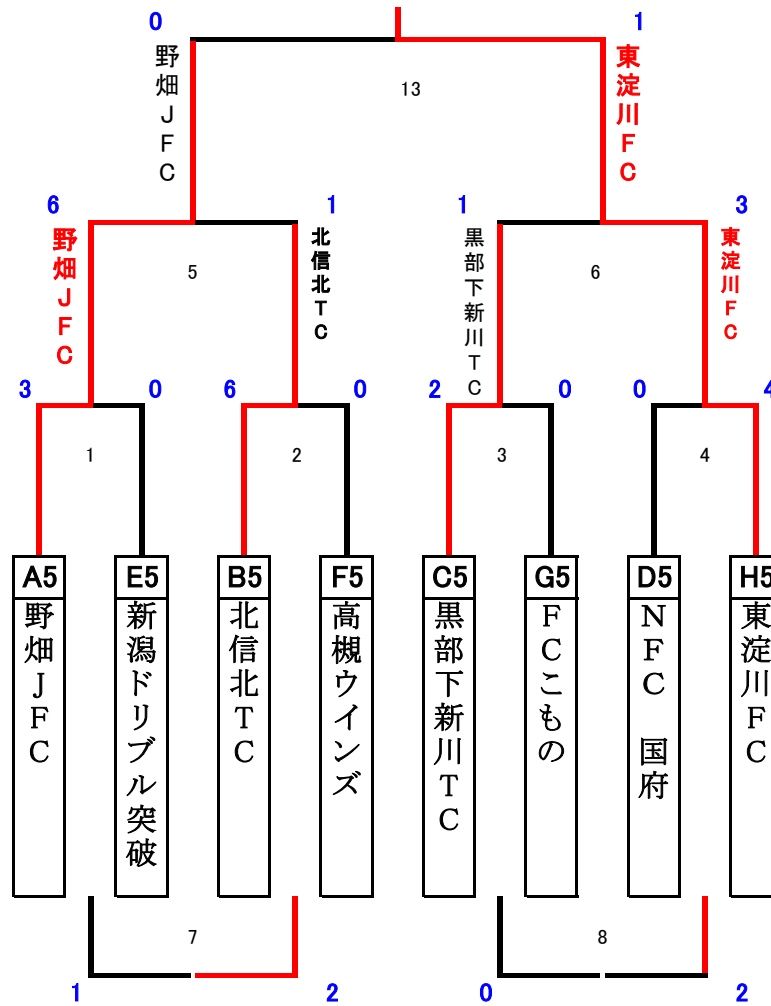 0
1
野畑JFC
東淀川FC
13
6
1
1
3
野畑JFC
北信北TC
黒部下新川TC
東淀川FC
5
6
3
0
6
0
2
0
0
4
1
2
3
4
A5
E5
B5
F5
C5
G5
D5
H5
野畑JFC
新潟ドリブル突破
北信北TC
高槻ウインズ
黒部下新川TC
FCこもの
NFC 国府
東淀川FC
7
8
1
2
0
2